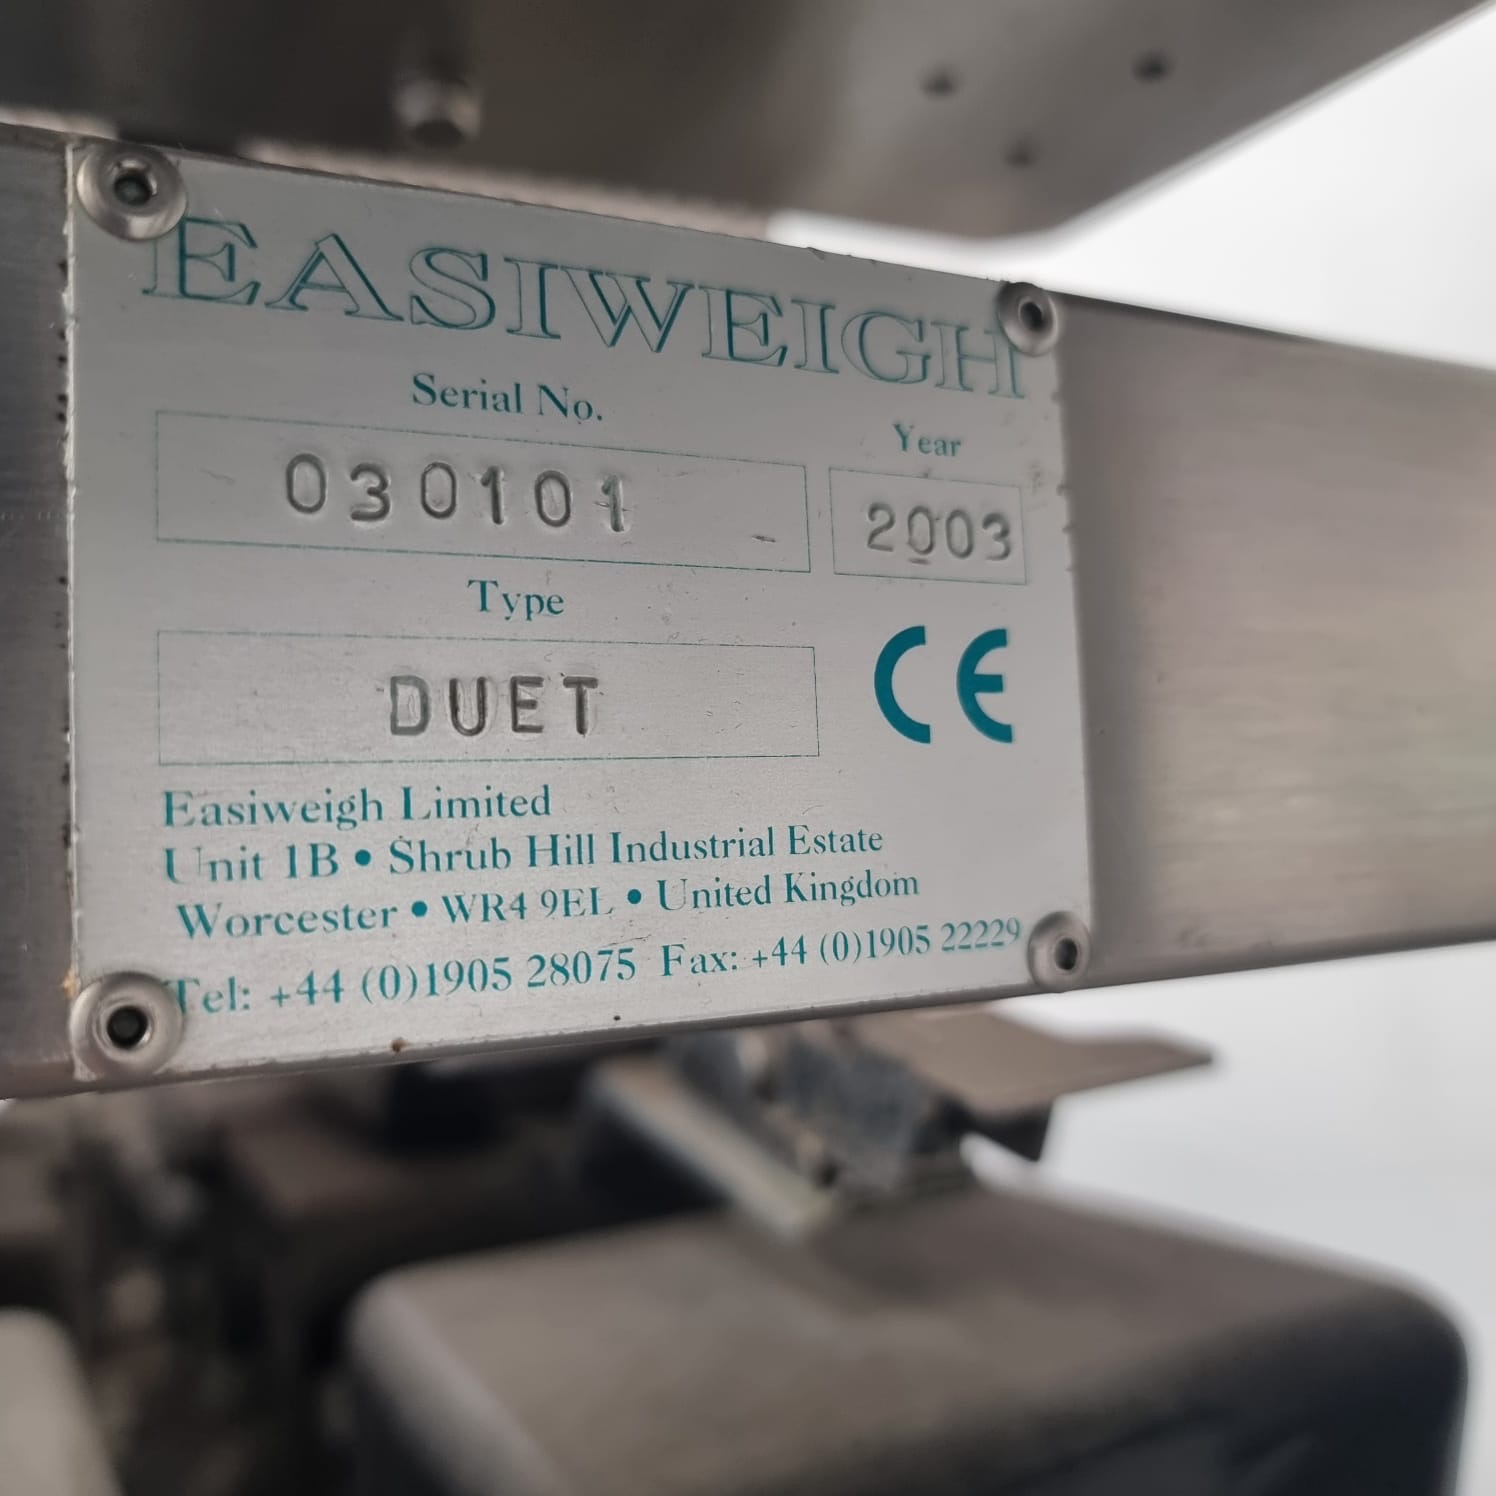 EASIWEIGH
Serial No.
Year
030101
2003
Type
DUET
CE
Easiweigh Limited
Unit 1B • Shrub Hill Industrial Estate
Worcester • WR4 9EL • United Kingdom
Tel: +44 (0)1905 28075 Fax: +44 (0)1905 22229